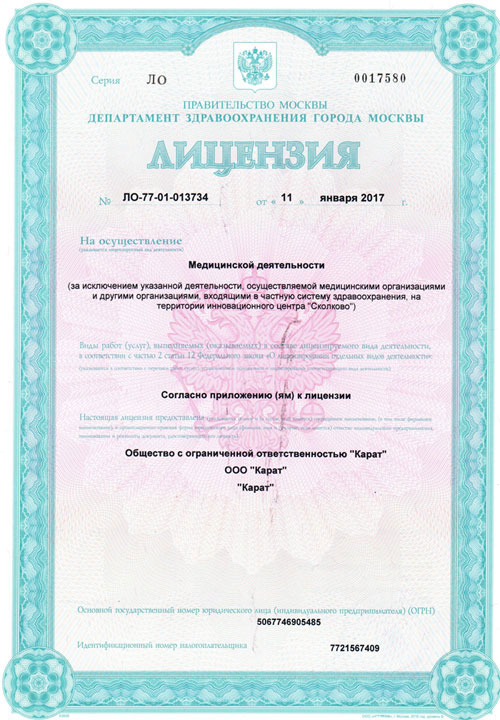 Серия ЛО 0017580
ПРАВИТЕЛЬСТВО МОСКВЫ
ДЕПАРТАМЕНТ ЗДРАВООХРАНЕНИЯ ГОРОДА МОСКВЫ
ЛИЦЕНЗИЯ
№ ЛО-77-01-013734 от « 11 » января 2017 г.
На осуществление
(указывается лицензируемый вид деятельности)
Медицинской деятельности
(за исключением указанной деятельности, осуществляемой медицинскими организациями
и другими организациями, входящими в частную систему здравоохранения, на
территории инновационного центра "Сколково")
Виды работ (услуг), выполняемых (оказываемых) в составе лицензируемого вида деятельности,
в соответствии с частью 2 статьи 12 Федерального закона «О лицензировании отдельных видов деятельности»:
Согласно приложению (ям) к лицензии
Настоящая лицензия предоставлена
Общество с ограниченной ответственностью "Карат"
ООО "Карат"
"Карат"
Основной государственный номер юридического лица (индивидуального предпринимателя) (ОГРН)
5067746905485
Идентификационный номер налогоплательщика 7721567409